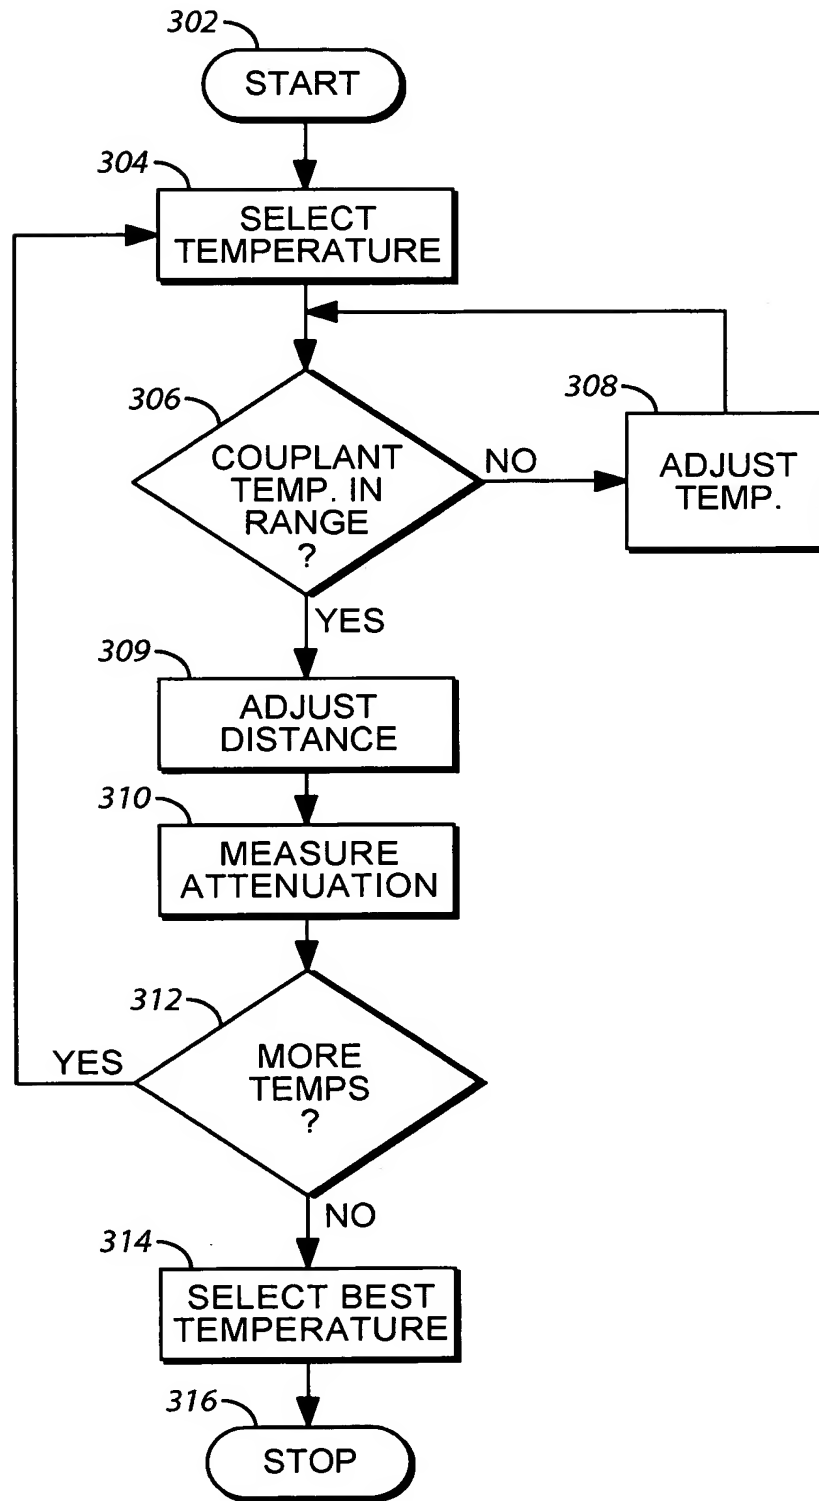 302
START
304
SELECT
TEMPERATURE
306
COUPLANT
TEMP. IN
RANGE
?
NO
308
ADJUST
TEMP.
YES
309
ADJUST
DISTANCE
310
MEASURE
ATTENUATION
312
YES
MORE
TEMPS
?
NO
314
SELECT BEST
TEMPERATURE
316
STOP